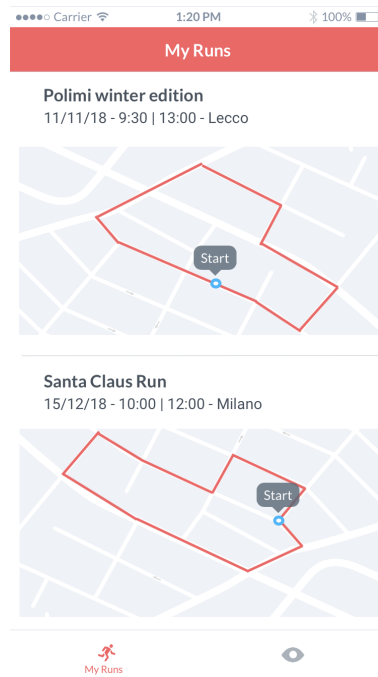 Carrier 1:20 PM 100%
My Runs
Polimi winter edition
11/11/18 - 9:30 | 13:00 - Lecco
Start
Santa Claus Run
15/12/18 - 10:00 | 12:00 - Milano
Start
My Runs